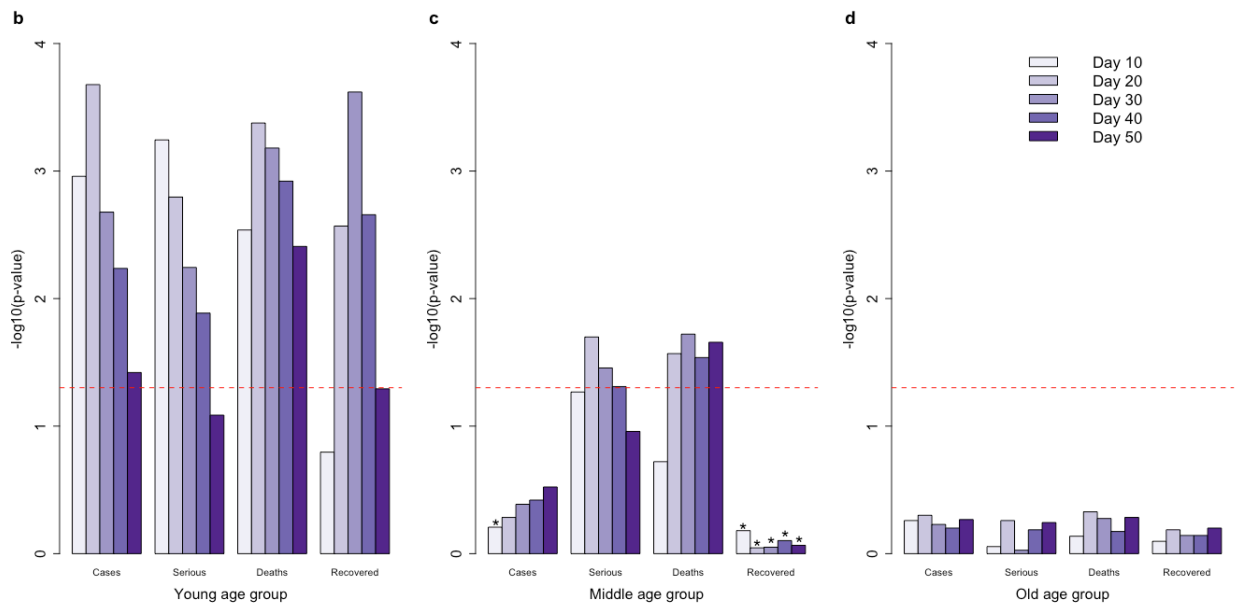 b
4
3
2
1
0
-log10(p-value)
Cases
Serious
Deaths
Recovered
Young age group
c
4
3
2
1
0
-log10(p-value)
*
*
*
*
*
*
Cases
Serious
Deaths
Recovered
Middle age group
d
4
3
2
1
0
-log10(p-value)
Day 10
Day 20
Day 30
Day 40
Day 50
Cases
Serious
Deaths
Recovered
Old age group